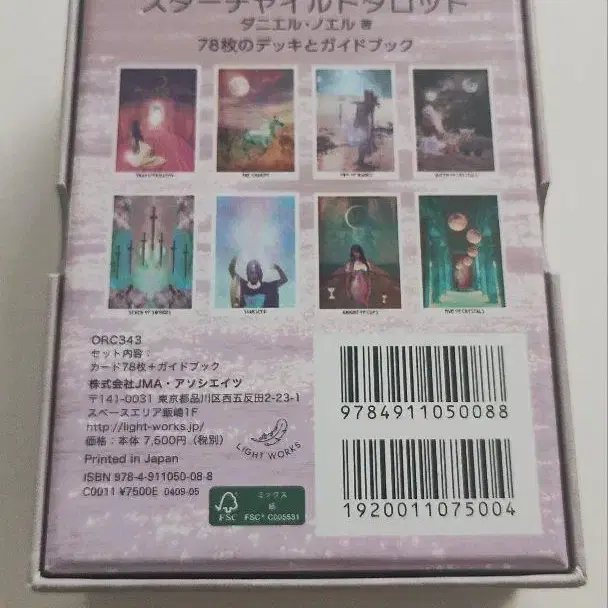 スターチャイルドタロット
ダニエル・ノエル 著
78枚のデッキとガイドブック
ORC343
セット内容：
カード78枚+ガイドブック
株式会社JMA・アソシエイツ
〒141-0031 東京都品川区西五反田2-2-1
スペースエリア飯嶋1F
http://light-works.jp/
価格：本体 7,500円（税別）
Printed in Japan
ISBN 978-4-911050-08-8
C0011 ¥7500E 0409-05
LIGHT WORKS
FSC
ミックス
紙
FSC® C005531
9784911050088
1920011075004